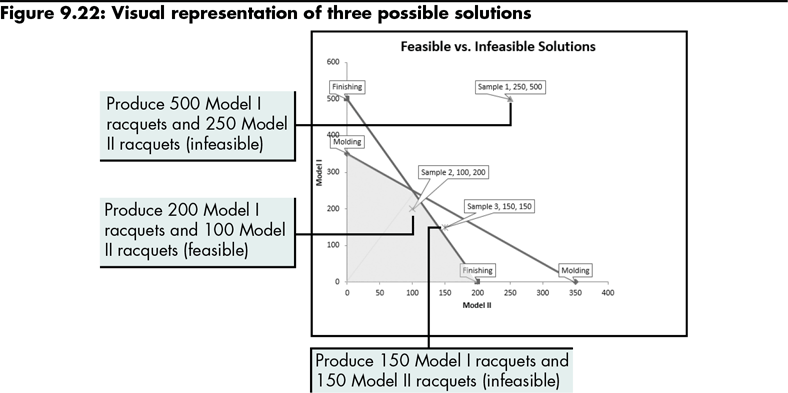 Figure 9.22: Visual representation of three possible solutions
Feasible vs. Infeasible Solutions
Produce 500 Model I
racquets and 250 Model
II racquets (infeasible)
Produce 200 Model I
racquets and 100 Model
II racquets (feasible)
Model I
600
500
400
300
200
100
0
Finishing
Molding
Sample 1, 250, 500
Sample 2, 100, 200
Sample 3, 150, 150
Finishing
Molding
0 50 100 150 200 250 300 350 400
Model II
Produce 150 Model I racquets and
150 Model II racquets (infeasible)